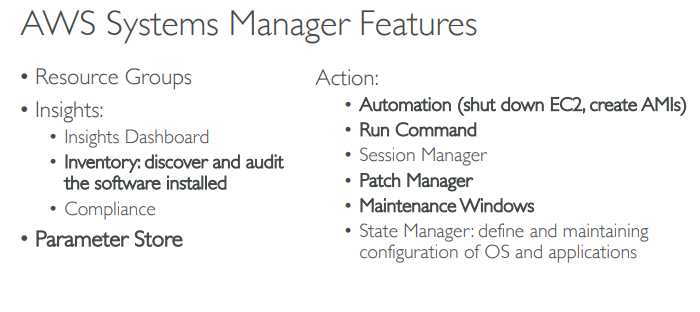 AWS Systems Manager Features
• Resource Groups
• Insights:
• Insights Dashboard
• Inventory: discover and audit
the software installed
• Compliance
• Parameter Store
Action:
• Automation (shut down EC2, create AMIs)
• Run Command
• Session Manager
• Patch Manager
• Maintenance Windows
• State Manager: define and maintaining
configuration of OS and applications